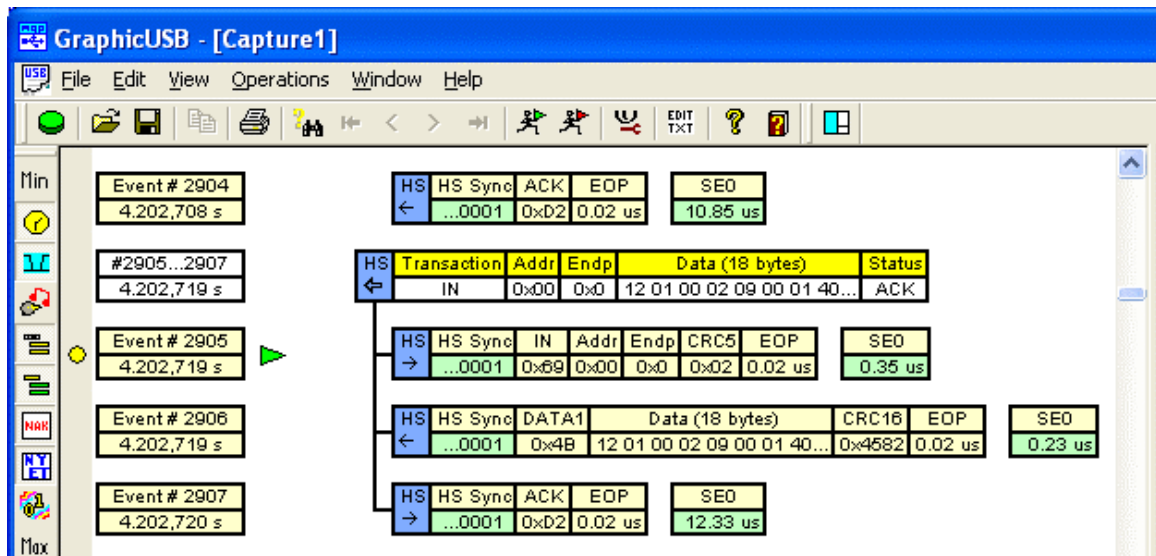 GraphicUSB - [Capture1]
USB File Edit View Operations Window Help
EDIT TXT
Min
Event # 2904 HS HS Sync ACK EOP SE0
4.202,708 s ← ...0001 0xD2 0.02 us 10.85 us
#2905...2907 HS Transaction Addr Endp Data (18 bytes) Status
4.202,719 s IN 0x00 0x0 12 01 00 02 09 00 01 40... ACK
Event # 2905 HS HS Sync IN Addr Endp CRC5 EOP SE0
4.202,719 s → ...0001 0x69 0x00 0x0 0x02 0.02 us 0.35 us
Event # 2906 HS HS Sync DATA1 Data (18 bytes) CRC16 EOP SE0
4.202,719 s ← ...0001 0x4B 12 01 00 02 09 00 01 40... 0x4582 0.02 us 0.23 us
NAK
NYET
Event # 2907 HS HS Sync ACK EOP SE0
4.202,720 s → ...0001 0xD2 0.02 us 12.33 us
Max